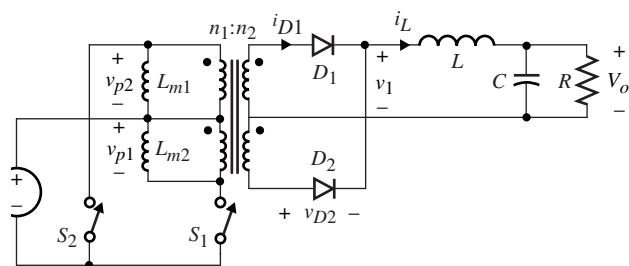 n1:n2
iD1
iL
+
vp2
−
Lm1
D1
+
v1
−
L
C
R
+
Vo
−
+
vp1
−
Lm2
D2
+ vD2 −
+
−
S2
S1